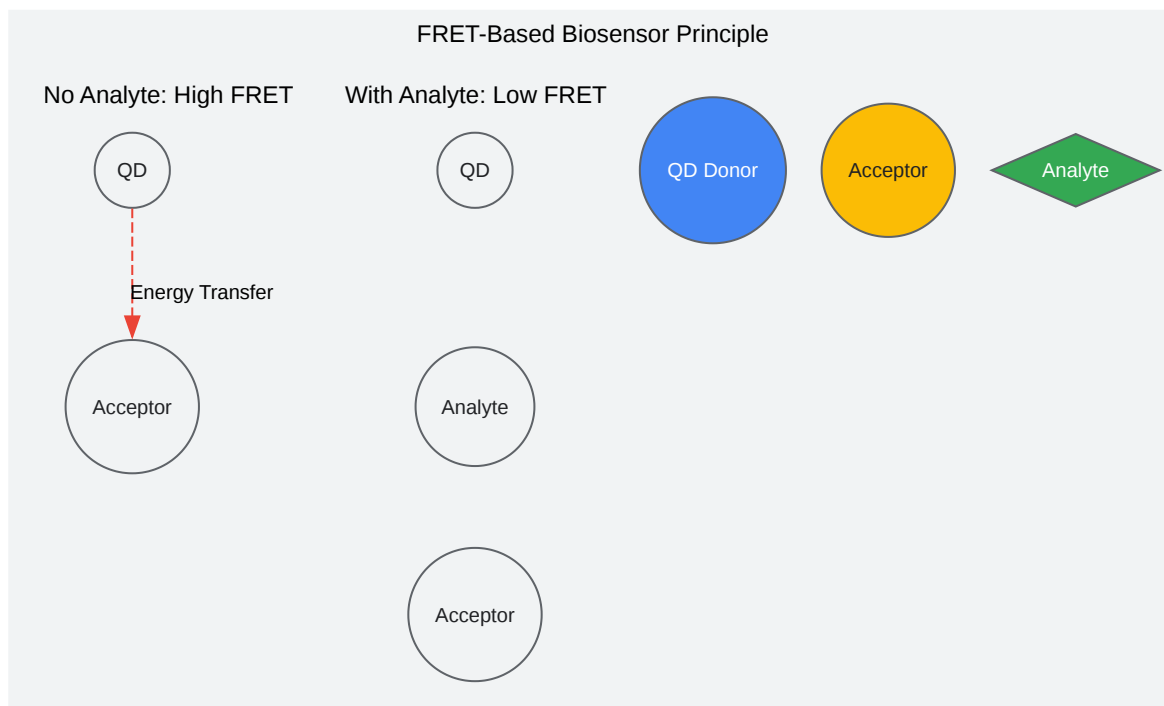 FRET-Based Biosensor Principle
No Analyte: High FRET
With Analyte: Low FRET
QD
QD
QD Donor
Acceptor
Analyte
Energy Transfer
Acceptor
Analyte
Acceptor